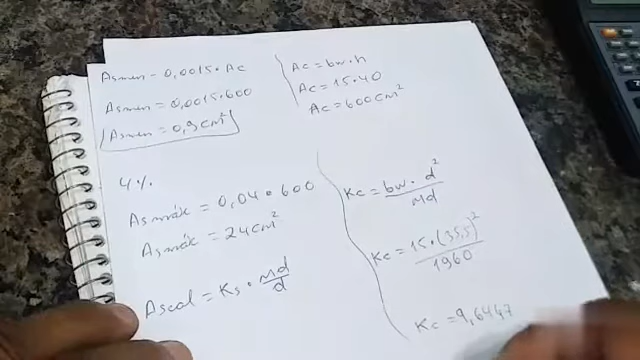 Asmin = 0,0015 • Ac
Asmin = 0,0015 • 600
Asmin = 0,9 cm²
Ac = bw • h
Ac = 15 • 40
Ac = 600 cm²
4%
Asmáx = 0,04 • 600
Asmáx = 24 cm²
Ascal = Ks • Md/d
Kc = bw • d²/Md
Kc = 15 • (35,5)²/1960
Kc = 9,6447